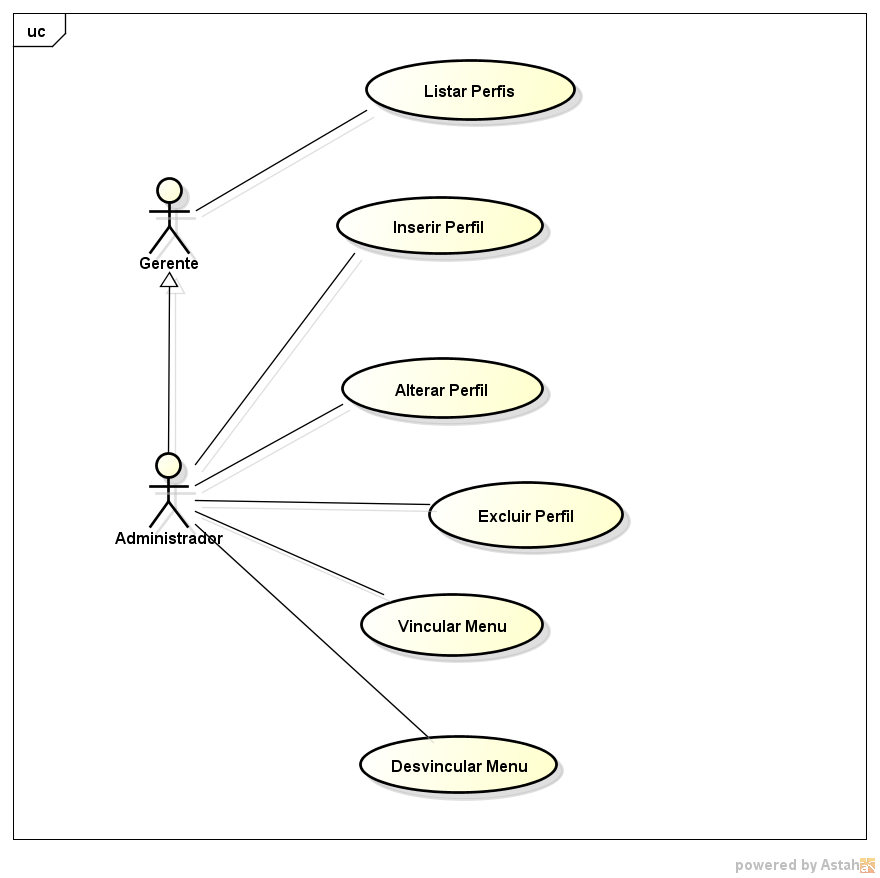 uc
Listar Perfis
Gerente
Inserir Perfil
Alterar Perfil
Administrador
Excluir Perfil
Vincular Menu
Desvincular Menu
powered by Astah